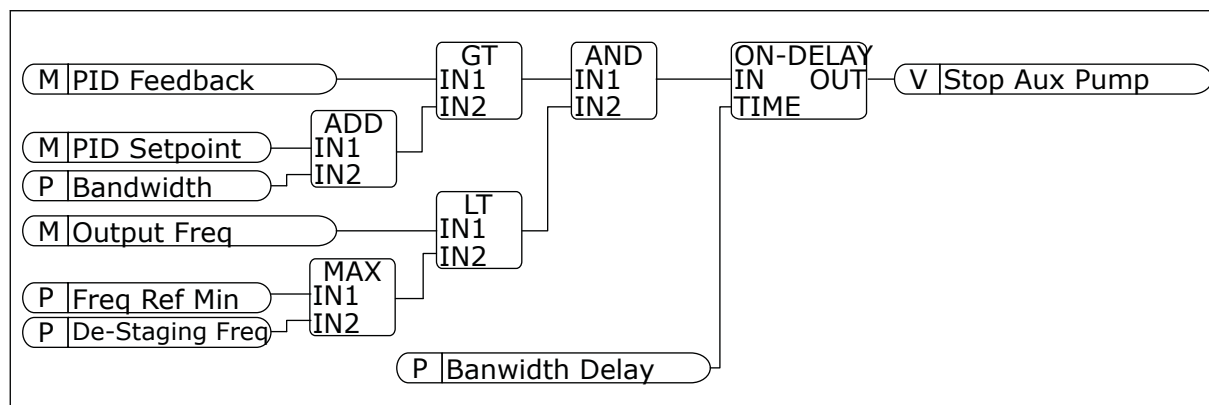 GT
AND
ON-DELAY
M PID Feedback
IN1
IN1
IN OUT
V Stop Aux Pump
IN2
IN2
TIME
ADD
M PID Setpoint
IN1
P Bandwidth
IN2
LT
M Output Freq
IN1
IN2
MAX
P Freq Ref Min
IN1
P De-Staging Freq
IN2
P Banwidth Delay